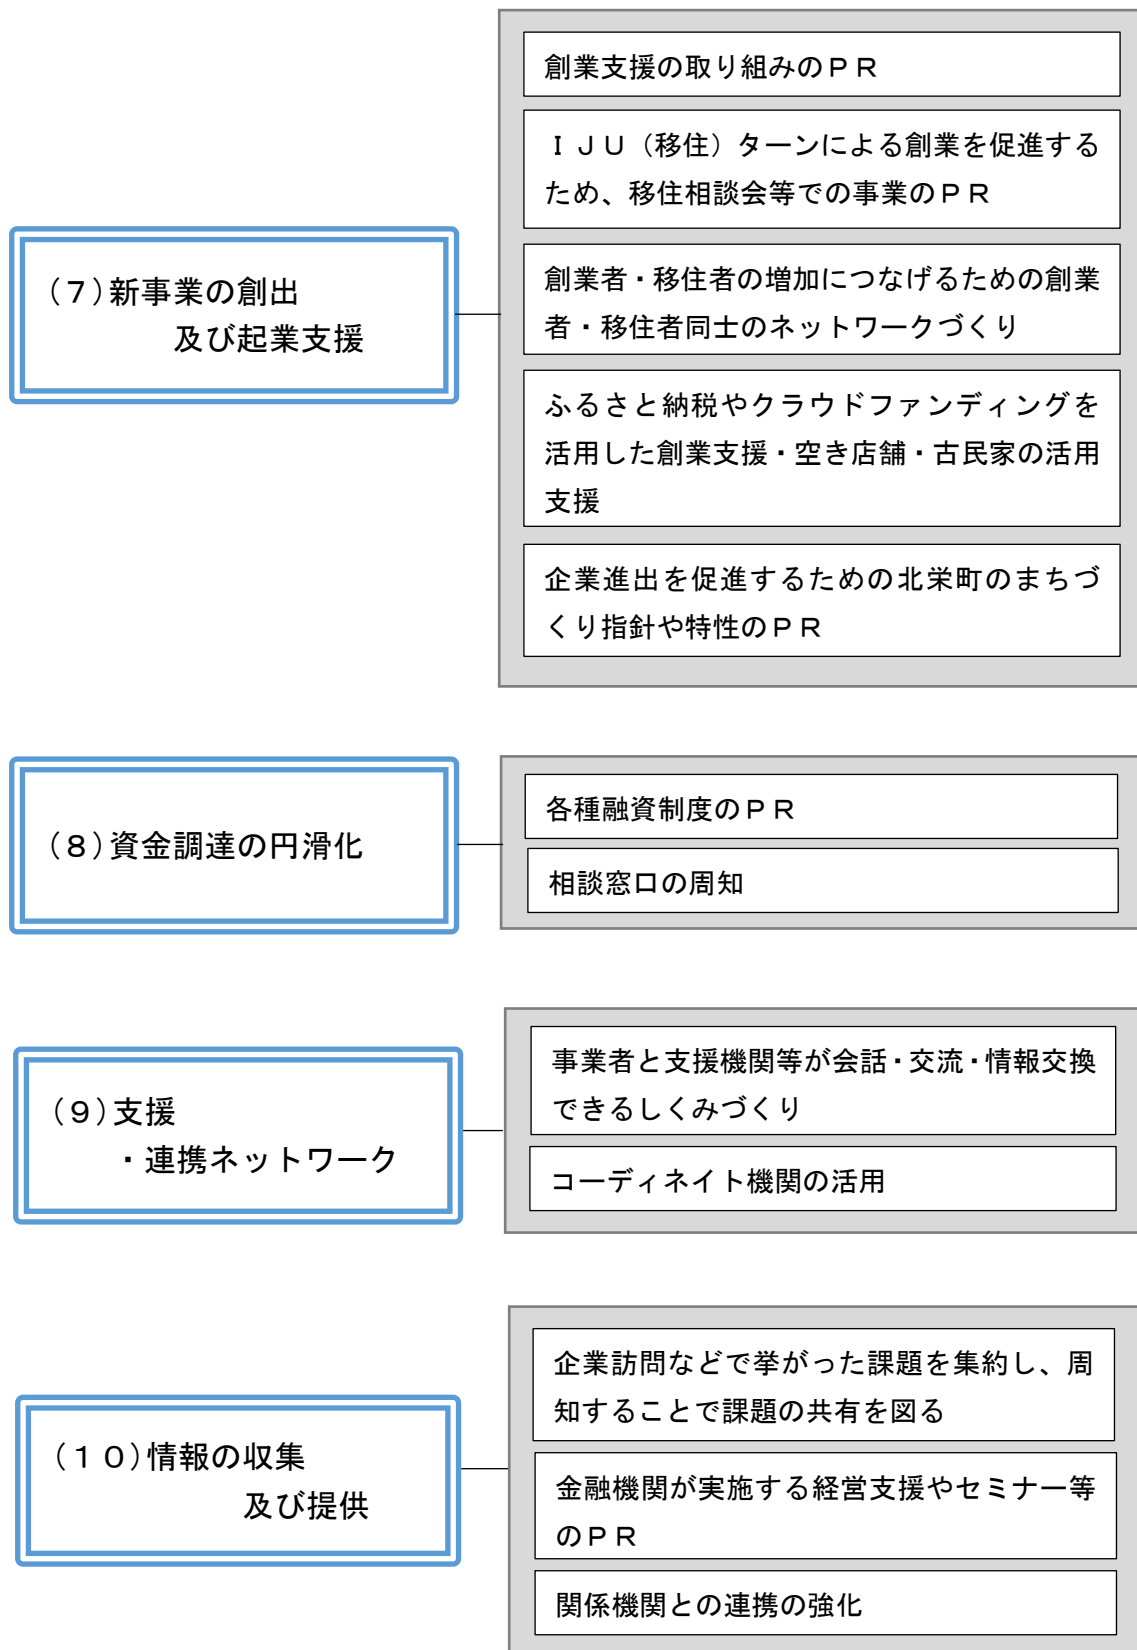 創業支援の取り組みのＰＲ
ＩＪＵ（移住）ターンによる創業を促進する
ため、移住相談会等での事業のＰＲ
（７）新事業の創出
及び起業支援
創業者・移住者の増加につなげるための創業
者・移住者同士のネットワークづくり
ふるさと納税やクラウドファンディングを
活用した創業支援・空き店舗・古民家の活用
支援
企業進出を促進するための北栄町のまちづ
くり指針や特性のＰＲ
（８）資金調達の円滑化
各種融資制度のＰＲ
相談窓口の周知
（９）支援
・連携ネットワーク
事業者と支援機関等が会話・交流・情報交換
できるしくみづくり
コーディネイト機関の活用
（１０）情報の収集
及び提供
企業訪問などで挙がった課題を集約し、周
知することで課題の共有を図る
金融機関が実施する経営支援やセミナー等
のＰＲ
関係機関との連携の強化